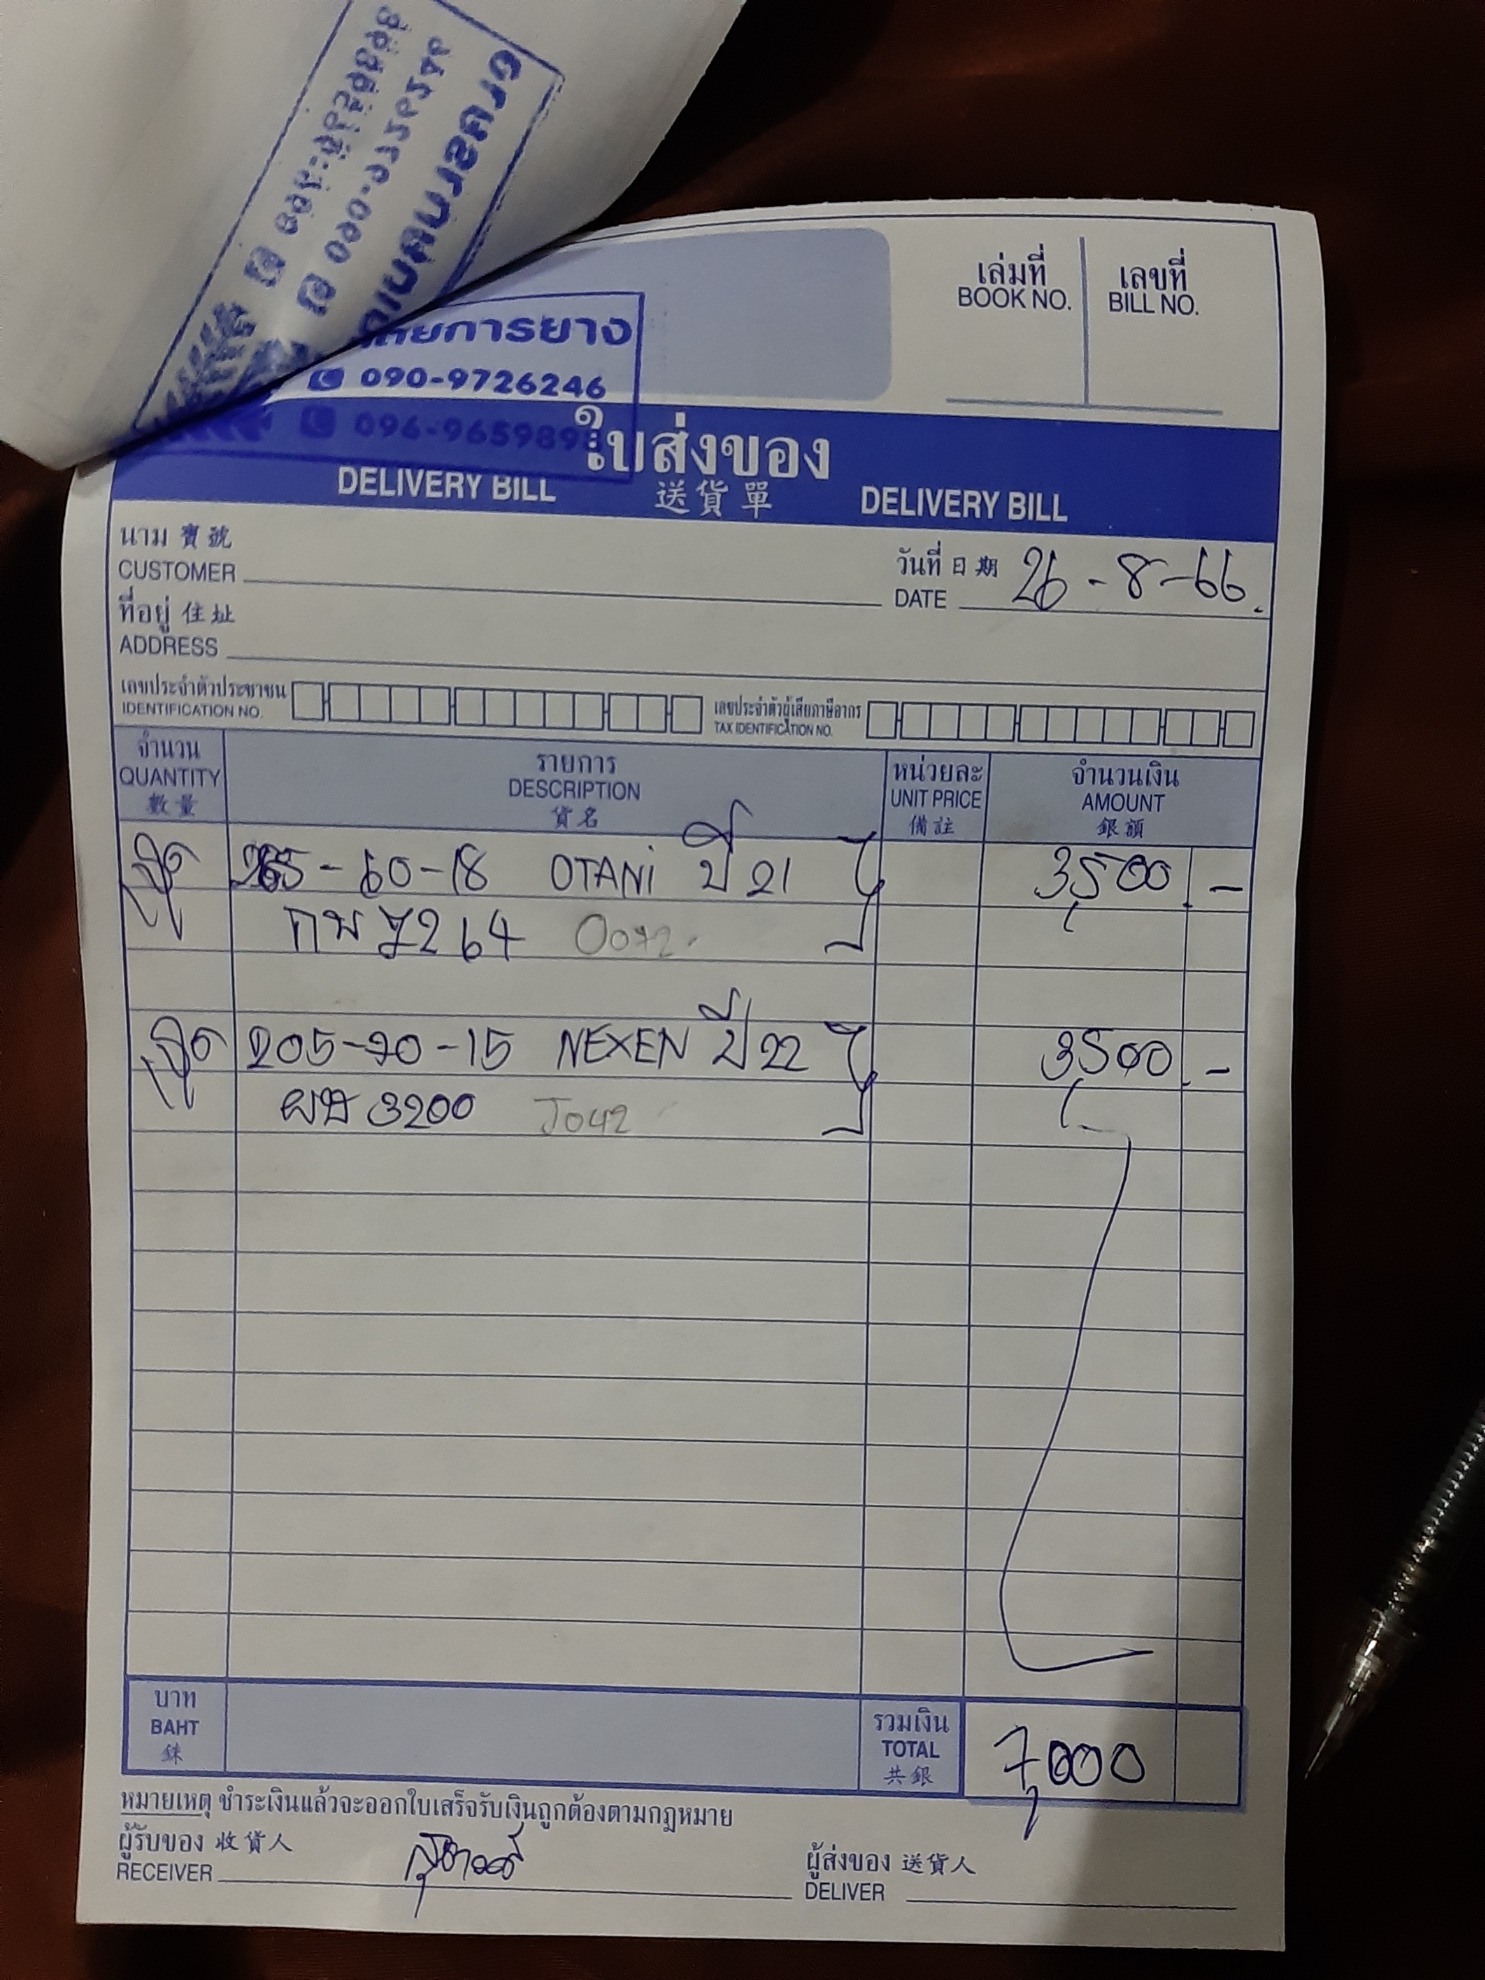 ยการยาง
090-9726246
096-965989
เล่มที่
BOOK NO.
เลขที่
BILL NO.
ใบส่งของ
DELIVERY BILL 送貨單 DELIVERY BILL
นาม 寶號
CUSTOMER
วันที่ 日期 26-8-66
DATE
ที่อยู่ 住址
ADDRESS
เลขประจำตัวประชาชน
IDENTIFICATION NO.
เลขประจำตัวผู้เสียภาษีอากร
TAX IDENTIFICATION NO.
จำนวน รายการ หน่วยละ จำนวนเงิน
QUANTITY DESCRIPTION UNIT PRICE AMOUNT
數量 貨名 備註 銀額
265-60-18 OTANi ปี 21 3,500 -
กพ 7264 0072
205-70-15 NEXEN ปี 22 3,500 -
ผษ 3200 J042
บาท
BAHT
銖
รวมเงิน
TOTAL
共銀
7,000
หมายเหตุ ชำระเงินแล้วจะออกใบเสร็จรับเงินถูกต้องตามกฎหมาย
ผู้รับของ 收貨人
RECEIVER
ผู้ส่งของ 送貨人
DELIVER